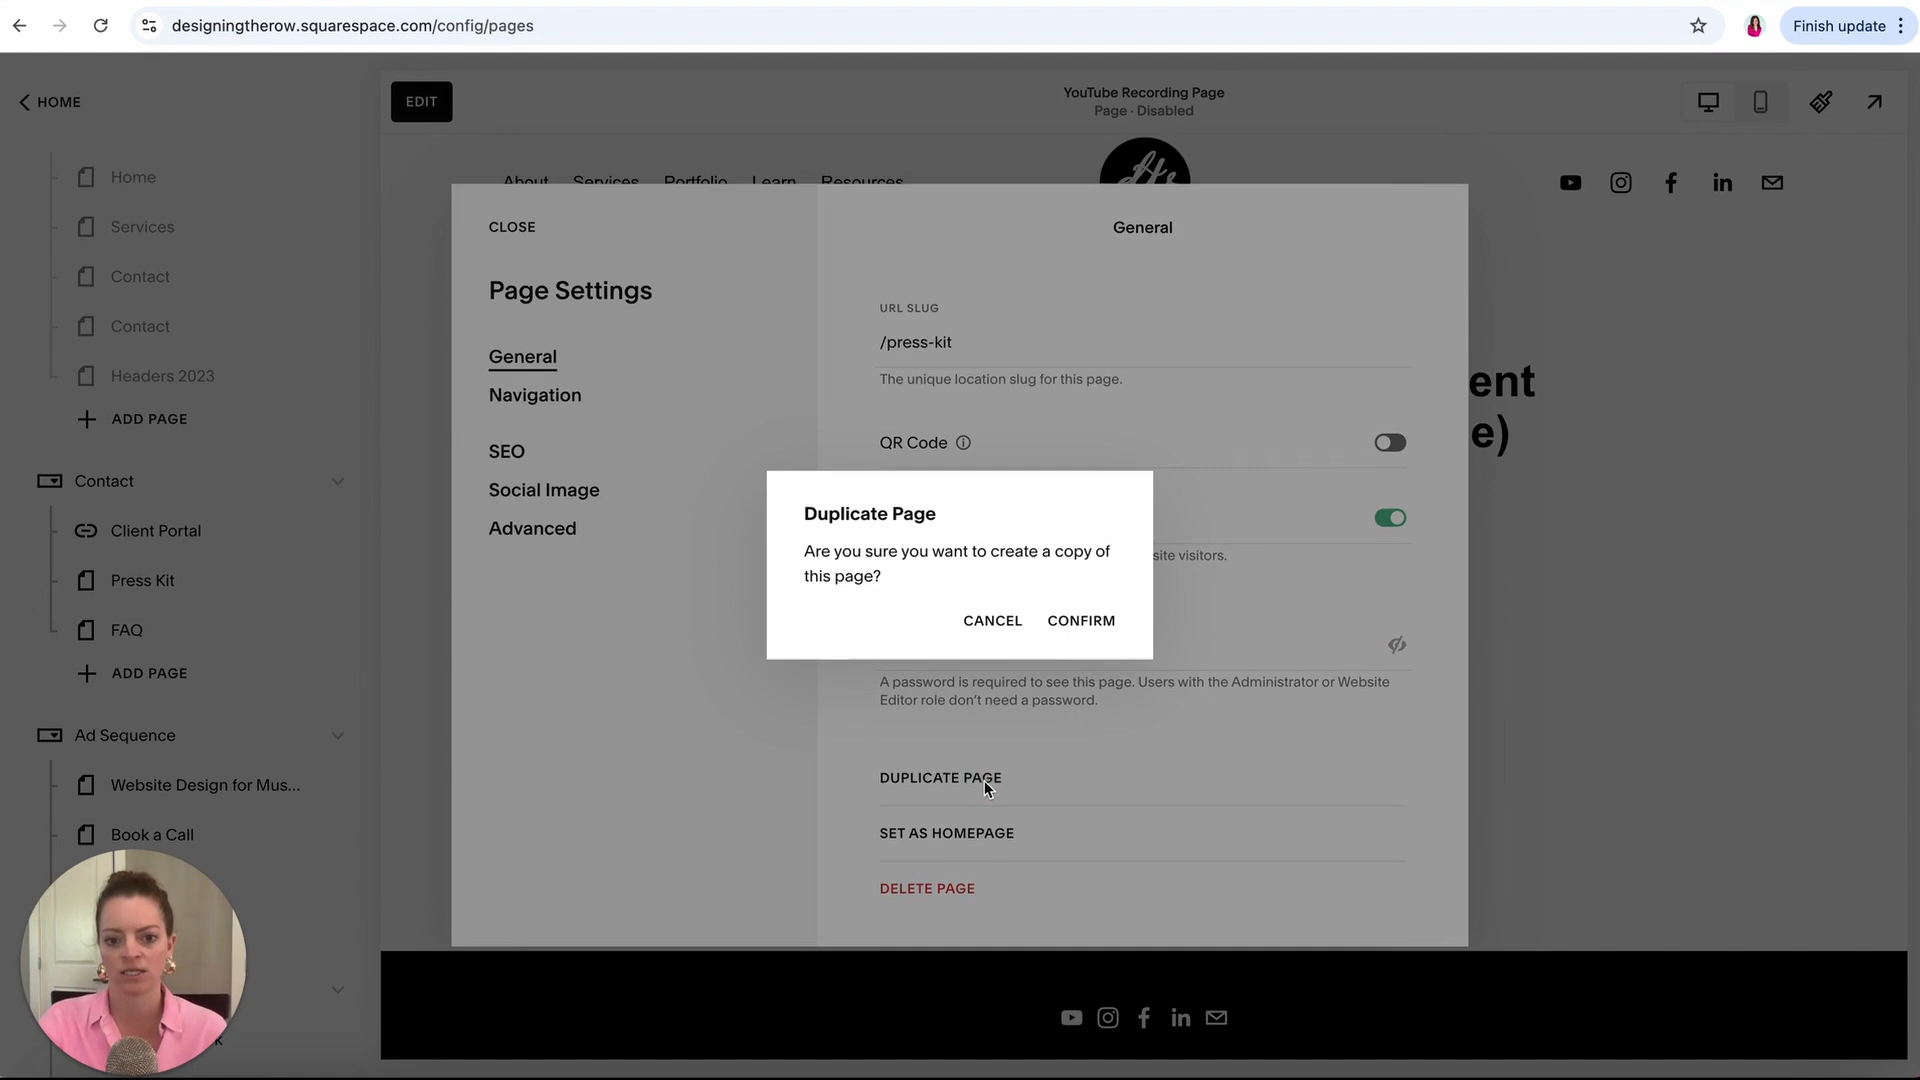 designingtherow.squarespace.com/config/pages
Finish update
HOME
EDIT
YouTube Recording Page
Page · Disabled
Home
Services
Contact
Contact
Headers 2023
ADD PAGE
Contact
Client Portal
Press Kit
FAQ
ADD PAGE
Ad Sequence
Website Design for Mus...
Book a Call
About Services Portfolio Learn Resources
CLOSE
Page Settings
General
Navigation
SEO
Social Image
Advanced
General
URL SLUG
/press-kit
The unique location slug for this page.
QR Code
site visitors.
A password is required to see this page. Users with the Administrator or Website
Editor role don't need a password.
DUPLICATE PAGE
SET AS HOMEPAGE
DELETE PAGE
Duplicate Page
Are you sure you want to create a copy of
this page?
CANCEL CONFIRM
ent
e)